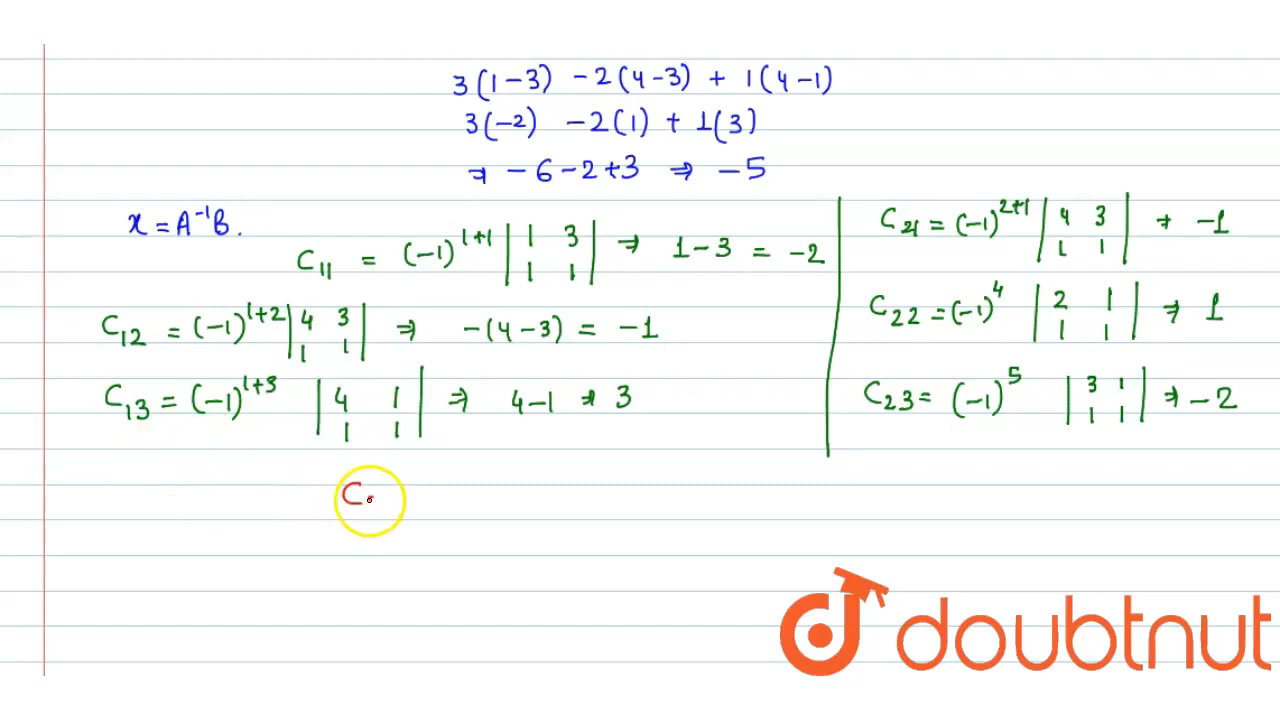 3(1-3) -2(4-3) + 1(4-1)
3(-2) -2(1) + 1(3)
⇒ -6-2+3 ⇒ -5
x = A⁻¹B.
C₁₁ = (-1)¹⁺¹ | 1 3 | ⇒ 1-3 = -2
| 1 1 |
C₁₂ = (-1)¹⁺² | 4 3 | ⇒ -(4-3) = -1
| 1 1 |
C₁₃ = (-1)¹⁺³ | 4 1 | ⇒ 4-1 ⇒ 3
| 1 1 |
C₂₁ = (-1)²⁺¹ | 4 3 | ⇒ -1
| 1 1 |
C₂₂ = (-1)⁴ | 2 1 | ⇒ 1
| 1 1 |
C₂₃ = (-1)⁵ | 3 1 | ⇒ -2
| 1 1 |
C
doubtnut